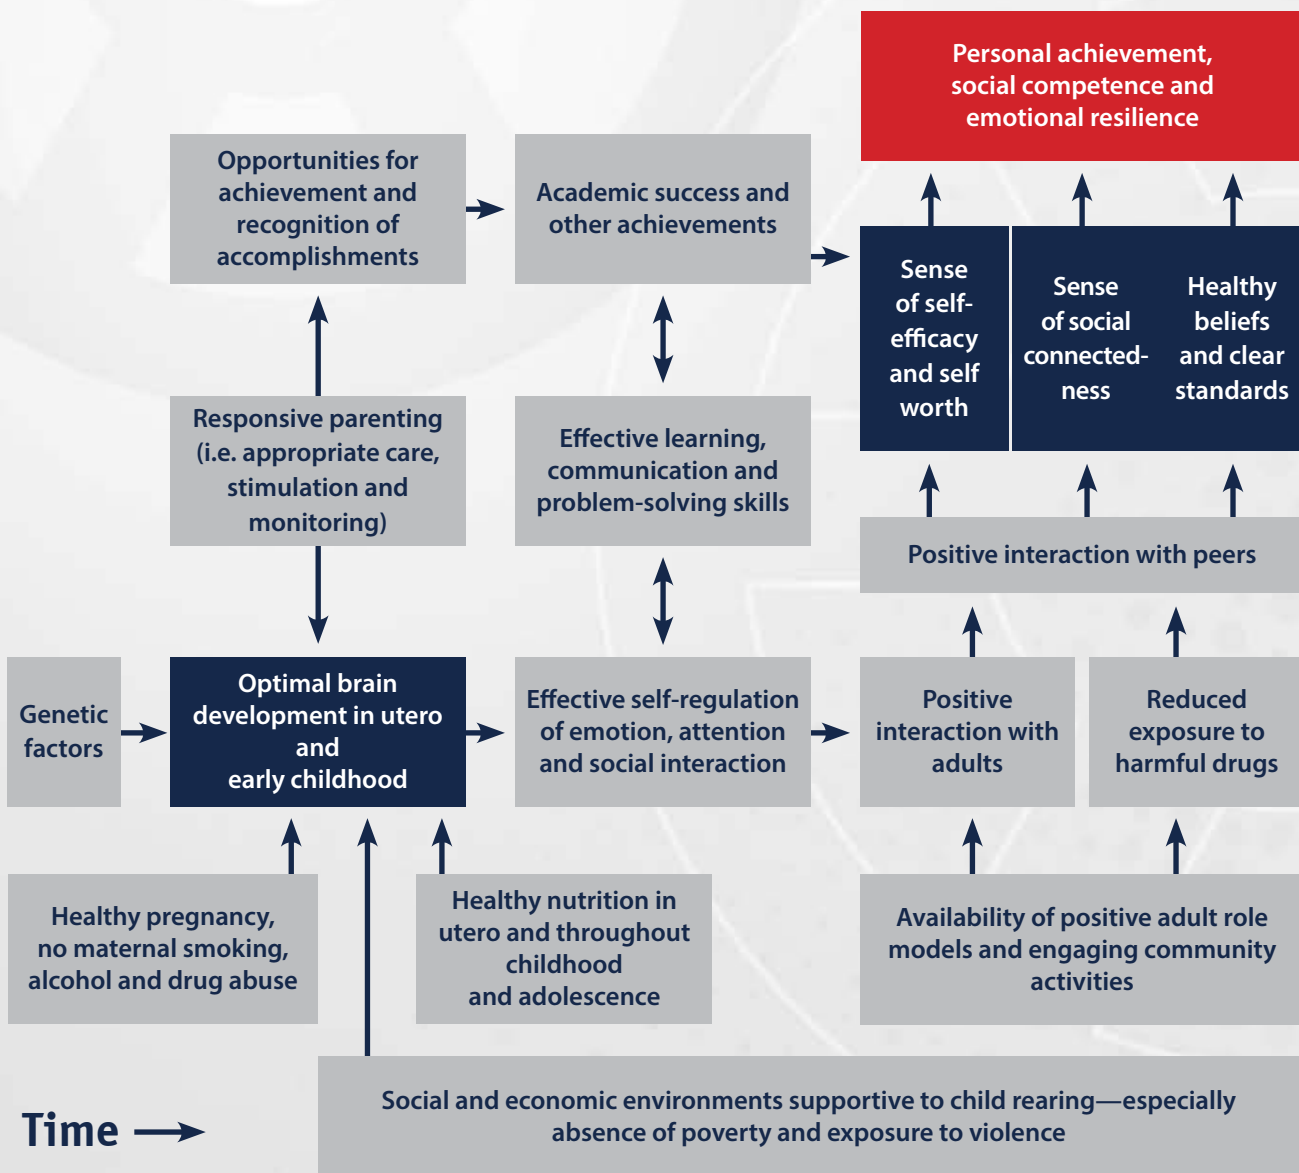 Personal achievement,
social competence and
emotional resilience
Opportunities for
achievement and
recognition of
accomplishments
Academic success and
other achievements
Sense
of self-
efficacy
and self
worth
Sense
of social
connected-
ness
Healthy
beliefs
and clear
standards
Responsive parenting
(i.e. appropriate care,
stimulation and
monitoring)
Effective learning,
communication and
problem-solving skills
Positive interaction with peers
Genetic
factors
Optimal brain
development in utero
and
early childhood
Effective self-regulation
of emotion, attention
and social interaction
Positive
interaction with
adults
Reduced
exposure to
harmful drugs
Healthy pregnancy,
no maternal smoking,
alcohol and drug abuse
Healthy nutrition in
utero and throughout
childhood
and adolescence
Availability of positive adult role
models and engaging community
activities
Social and economic environments supportive to child rearing—especially
absence of poverty and exposure to violence
Time